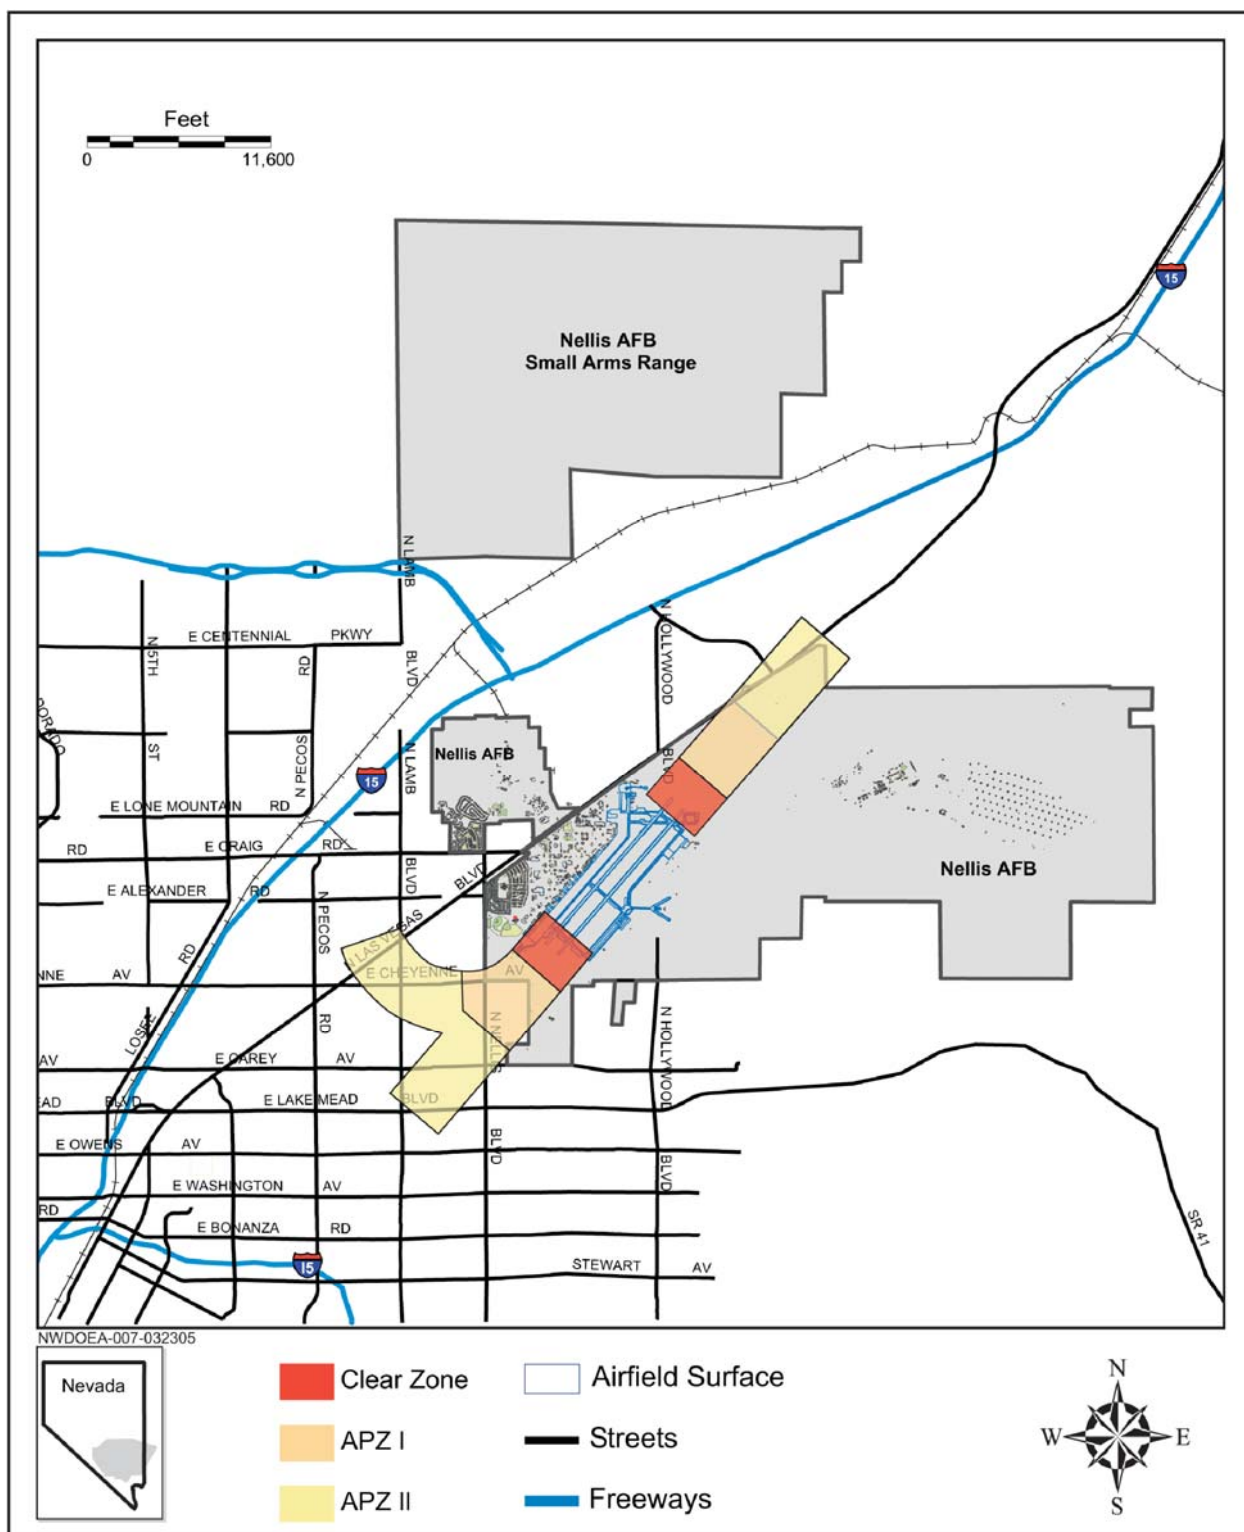 Feet
0 11,600
15
Nellis AFB
Small Arms Range
N LAMB
BLVD
N HOLLYWOOD
BLVD
E CENTENNIAL PKWY
N 5TH
ST
RD
N PECOS
ORADO
Nellis AFB
15
N LAMB
BLVD
E LONE MOUNTAIN RD
RD E CRAIG RD
E ALEXANDER RD
N LAS VEGAS BLVD
Nellis AFB
N PECOS
RD
NNE AV E CHEYENNE AV
LOSEE RD
N NELLIS
BLVD
N HOLLYWOOD
BLVD
AV E CAREY AV
EAD BLVD E LAKE MEAD BLVD
E OWENS AV
E WASHINGTON AV
RD E BONANZA RD
15
STEWART AV
SR 41
NWDOEA-007-032305
Nevada
Clear Zone
APZ I
APZ II
Airfield Surface
Streets
Freeways
N
W E
S